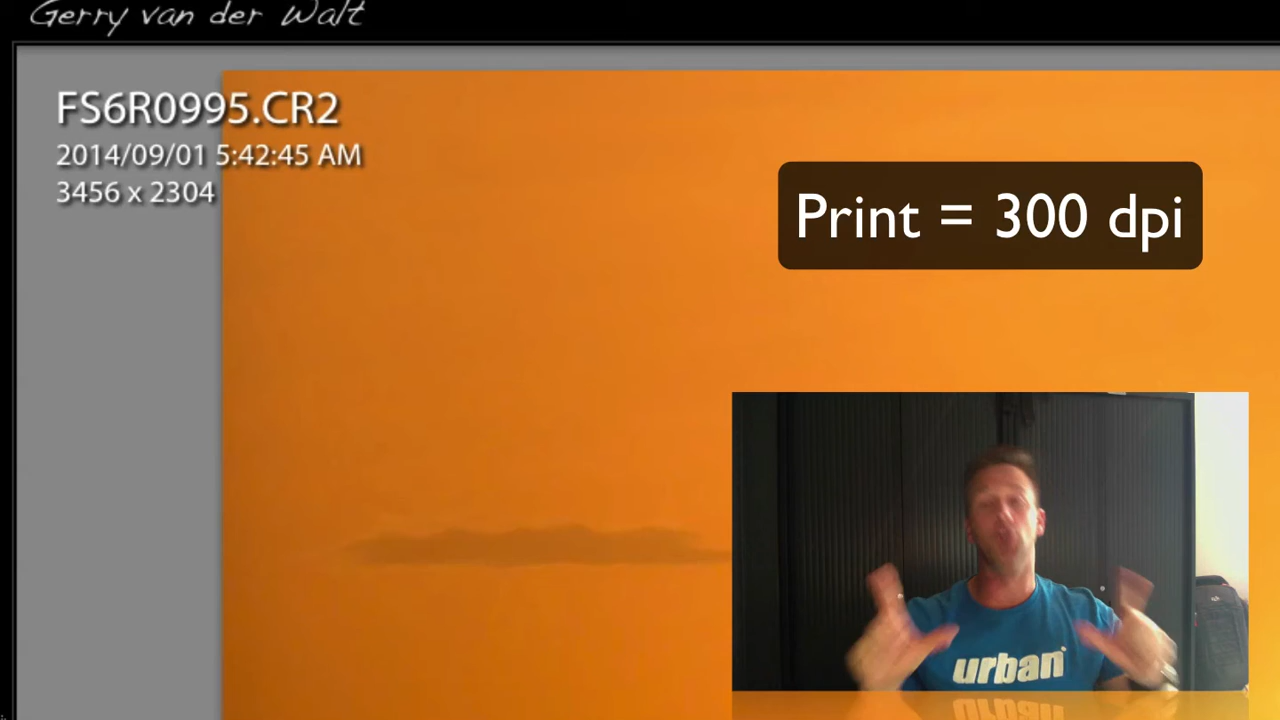 Gerry van der Walt
FS6R0995.CR2
2014/09/01 5:42:45 AM
3456 x 2304
Print = 300 dpi
urban